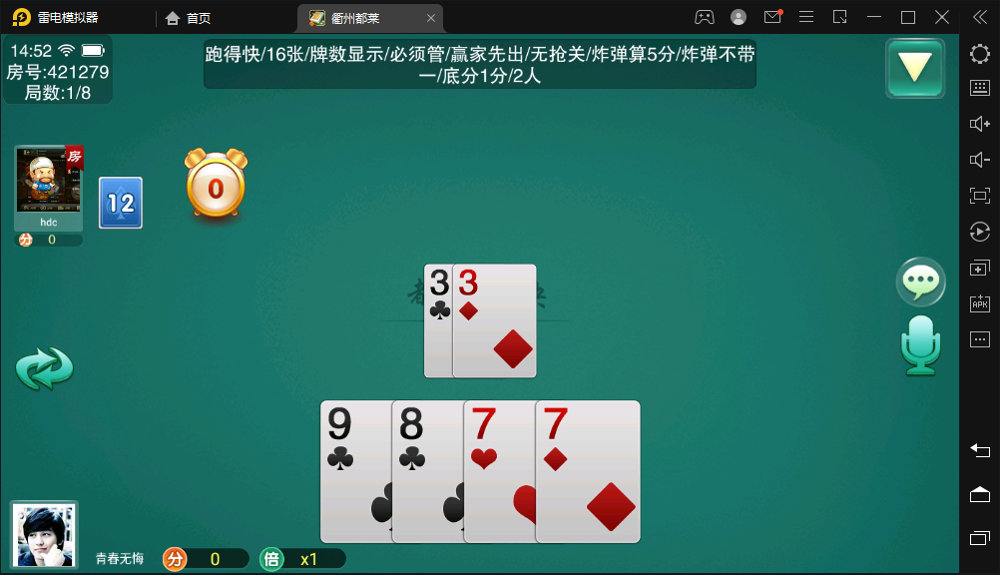 雷电模拟器
首页
衢州都莱
14:52
房号:421279
局数:1/8
跑得快/16张/牌数显示/必须管/赢家先出/无抢关/炸弹算5分/炸弹不带
一/底分1分/2人
房
hdc
分 0
12
0
3 3
9 8 7 7
APK
青春无悔
分 0
倍 x1